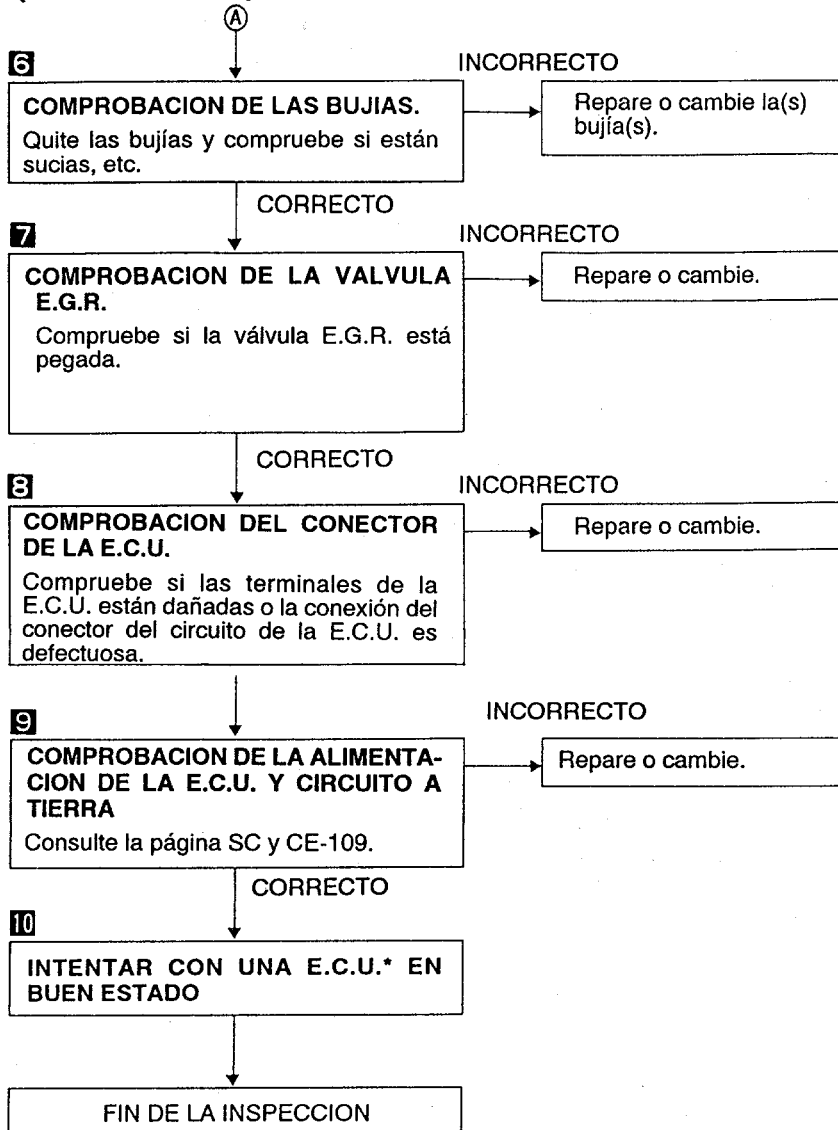 A
6
INCORRECTO
COMPROBACION DE LAS BUJIAS.
Quite las bujías y compruebe si están
sucias, etc.
Repare o cambie la(s)
bujía(s).
CORRECTO
7
INCORRECTO
COMPROBACION DE LA VALVULA
E.G.R.
Compruebe si la válvula E.G.R. está
pegada.
Repare o cambie.
CORRECTO
8
INCORRECTO
COMPROBACION DEL CONECTOR
DE LA E.C.U.
Compruebe si las terminales de la
E.C.U. están dañadas o la conexión del
conector del circuito de la E.C.U. es
defectuosa.
Repare o cambie.
9
INCORRECTO
COMPROBACION DE LA ALIMENTA-
CION DE LA E.C.U. Y CIRCUITO A
TIERRA
Consulte la página SC y CE-109.
Repare o cambie.
CORRECTO
10
INTENTAR CON UNA E.C.U.* EN
BUEN ESTADO
FIN DE LA INSPECCION